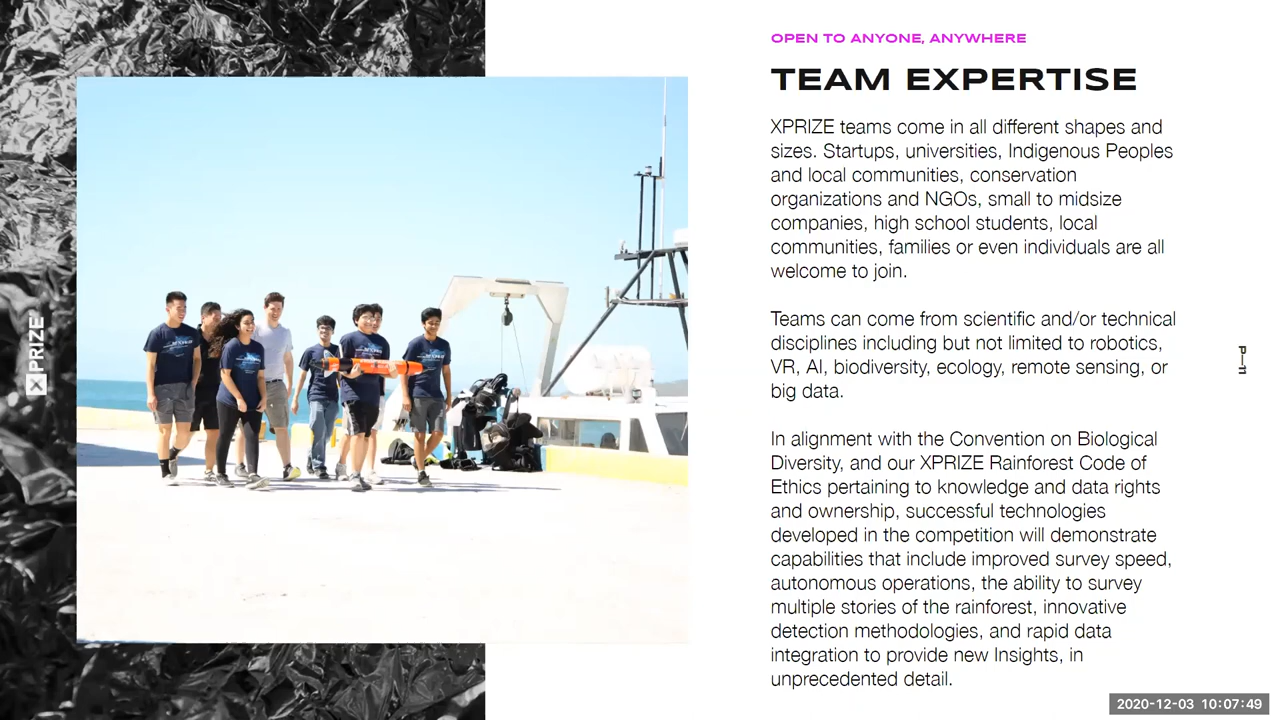 OPEN TO ANYONE, ANYWHERE
TEAM EXPERTISE
XPRIZE teams come in all different shapes and
sizes. Startups, universities, Indigenous Peoples
and local communities, conservation
organizations and NGOs, small to midsize
companies, high school students, local
communities, families or even individuals are all
welcome to join.
Teams can come from scientific and/or technical
disciplines including but not limited to robotics,
VR, AI, biodiversity, ecology, remote sensing, or
big data.
In alignment with the Convention on Biological
Diversity, and our XPRIZE Rainforest Code of
Ethics pertaining to knowledge and data rights
and ownership, successful technologies
developed in the competition will demonstrate
capabilities that include improved survey speed,
autonomous operations, the ability to survey
multiple stories of the rainforest, innovative
detection methodologies, and rapid data
integration to provide new Insights, in
unprecedented detail.
XPRIZE
2020-12-03 10:07:49